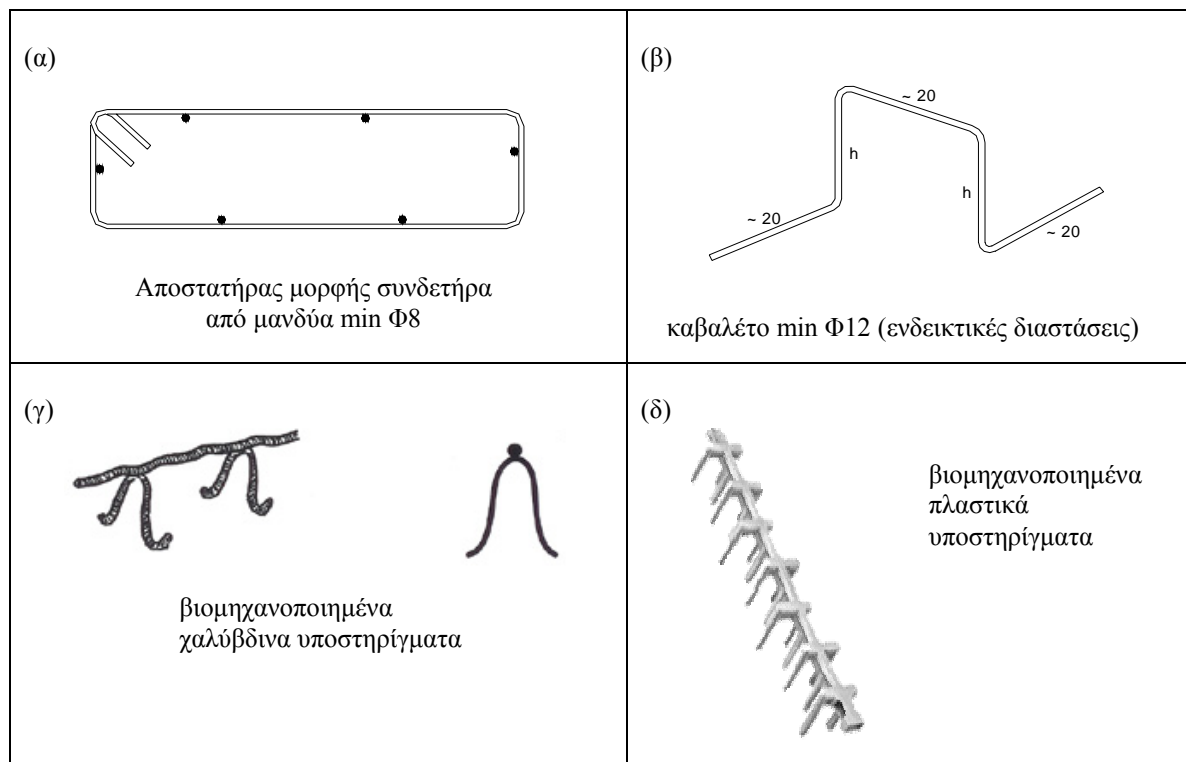 (α)
Αποστατήρας μορφής συνδετήρα
από μανδύα min Φ8
(β)
~ 20
h
h
~ 20
~ 20
καβαλέτο min Φ12 (ενδεικτικές διαστάσεις)
(γ)
βιομηχανοποιημένα
χαλύβδινα υποστηρίγματα
(δ)
βιομηχανοποιημένα
πλαστικά
υποστηρίγματα